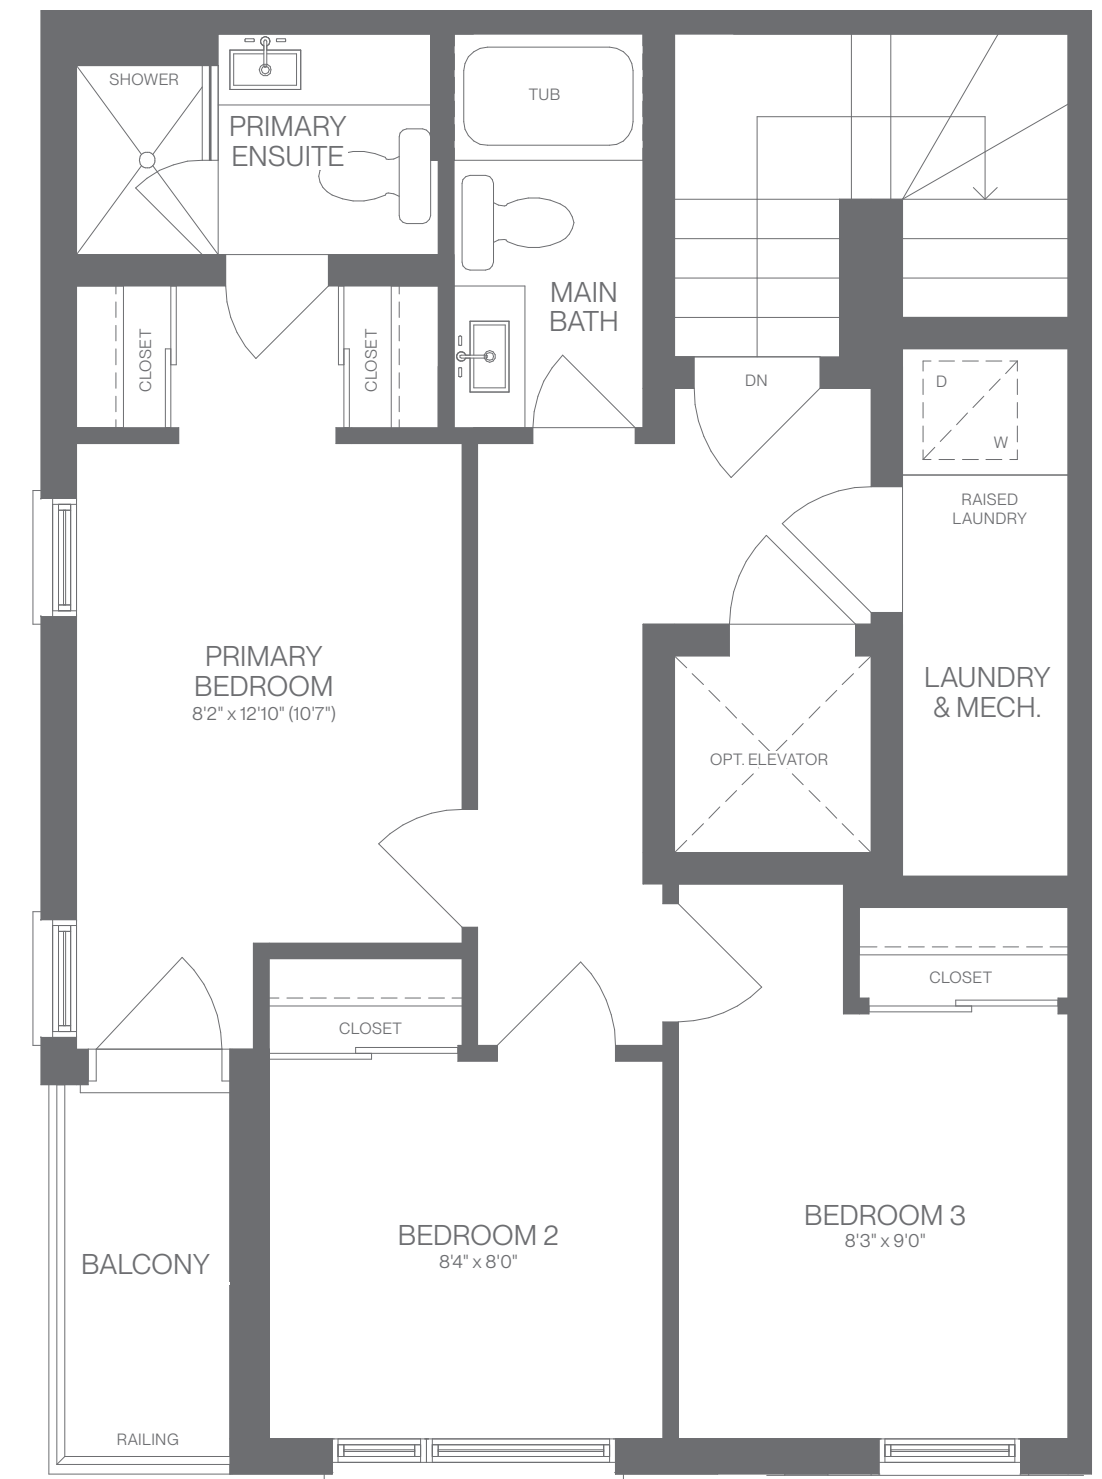 SHOWER
PRIMARY
ENSUITE
TUB
MAIN
BATH
CLOSET
CLOSET
DN
D
W
RAISED
LAUNDRY
PRIMARY
BEDROOM
8'2" x 12'10" (10'7")
LAUNDRY
& MECH.
OPT. ELEVATOR
CLOSET
CLOSET
BEDROOM 2
8'4" x 8'0"
BEDROOM 3
8'3" x 9'0"
BALCONY
RAILING